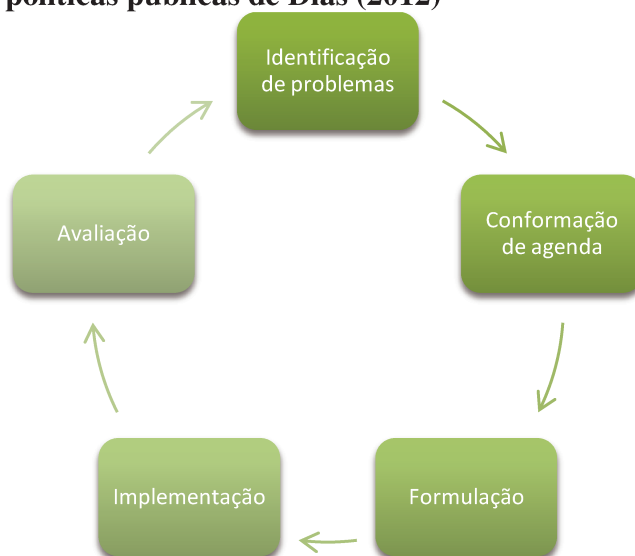 políticas públicas de Dias (2012)
Identificação
de problemas
Conformação
de agenda
Formulação
Implementação
Avaliação